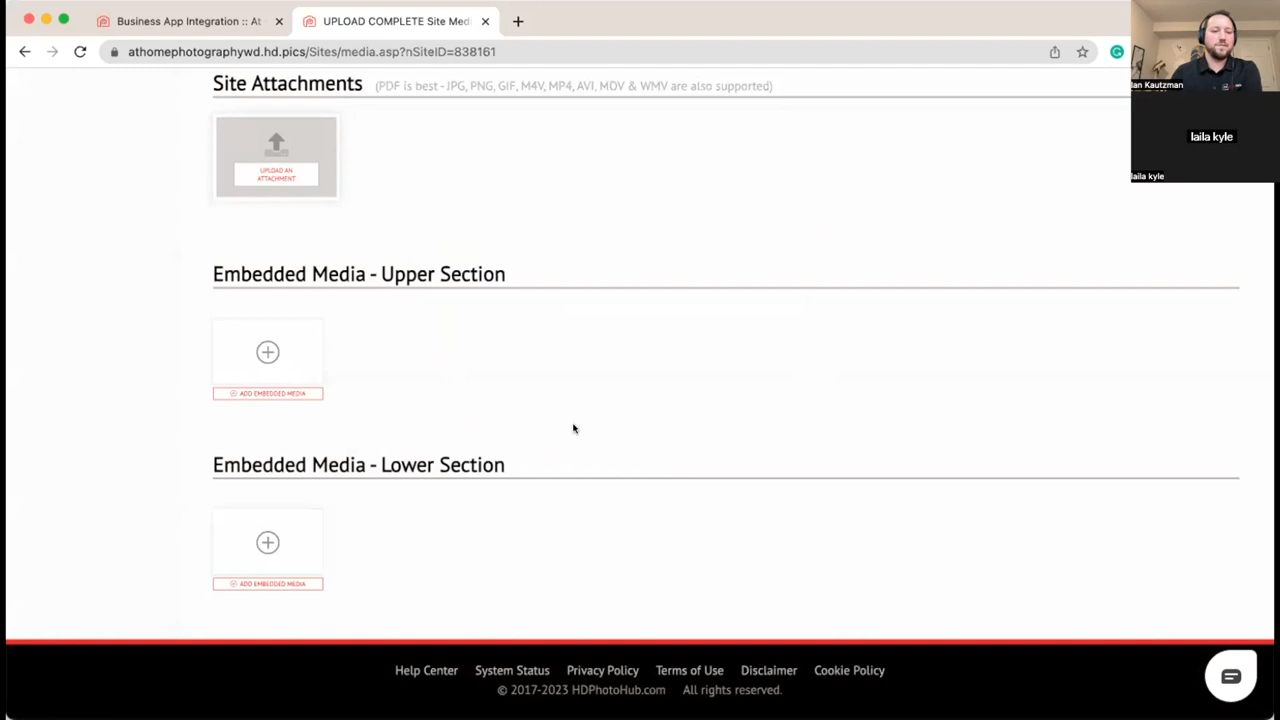 Business App Integration :: At
UPLOAD COMPLETE Site Medi
athomephotographywd.hd.pics/Sites/media.asp?nSiteID=838161
Site Attachments (PDF is best - JPG, PNG, GIF, M4V, MP4, AVI, MOV & WMV are also supported)
UPLOAD AN
ATTACHMENT
Embedded Media - Upper Section
ADD EMBEDDED MEDIA
Embedded Media - Lower Section
ADD EMBEDDED MEDIA
Help Center System Status Privacy Policy Terms of Use Disclaimer Cookie Policy
© 2017-2023 HDPhotoHub.com All rights reserved.
Ian Kautzman
laila kyle
laila kyle